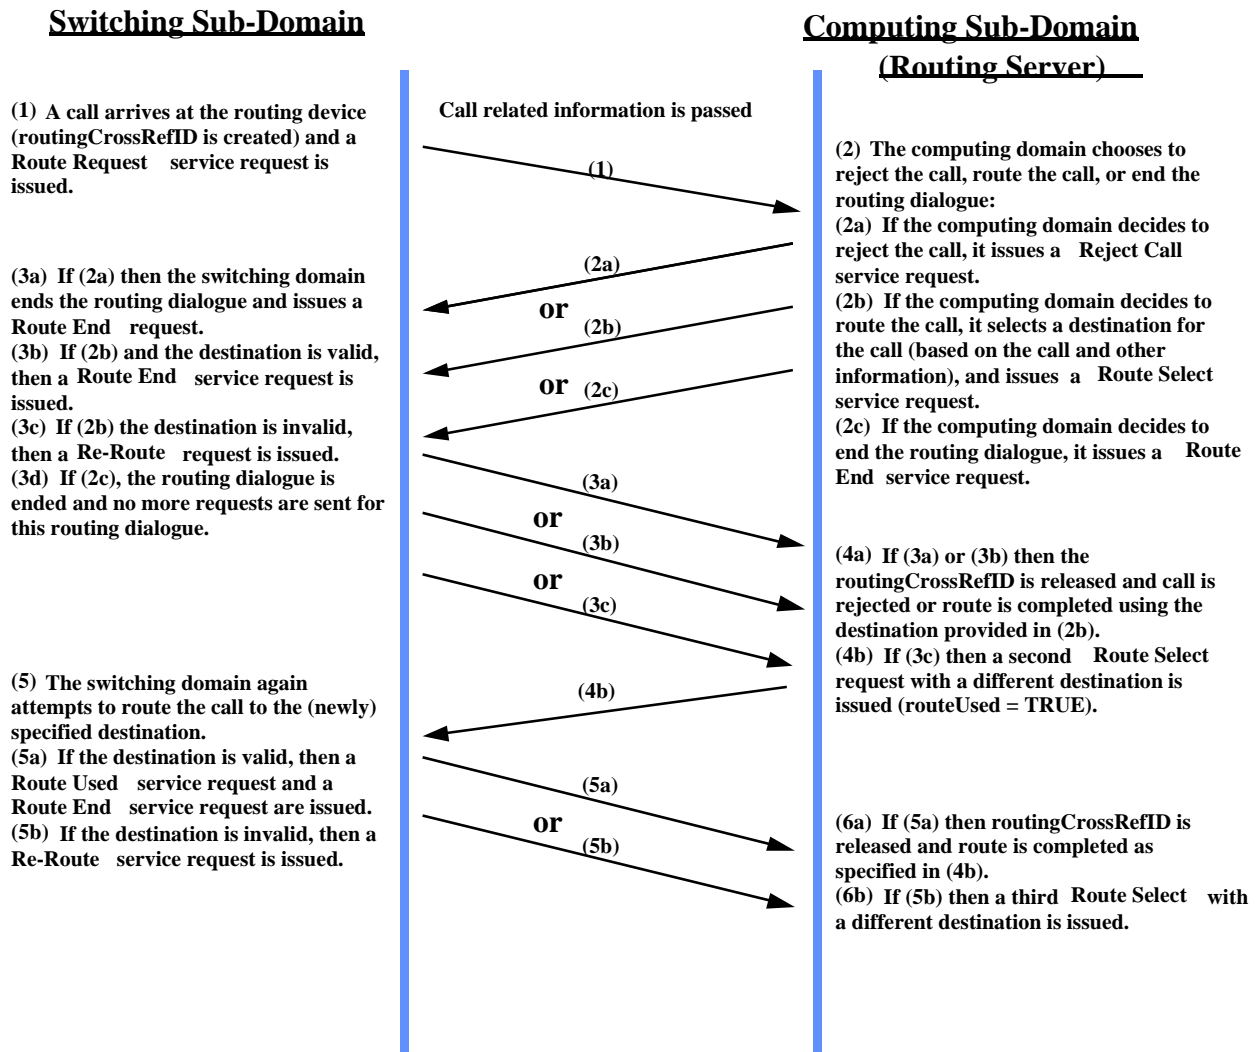 Switching Sub-Domain
Computing Sub-Domain
(Routing Server)
(1) A call arrives at the routing device
(routingCrossRefID is created) and a
Route Request service request is
issued.
Call related information is passed
(1)
(2) The computing domain chooses to
reject the call, route the call, or end the
routing dialogue:
(2a) If the computing domain decides to
reject the call, it issues a Reject Call
service request.
(2b) If the computing domain decides to
route the call, it selects a destination for
the call (based on the call and other
information), and issues a Route Select
service request.
(2c) If the computing domain decides to
end the routing dialogue, it issues a Route
End service request.
(2a)
or
(2b)
or
(2c)
(3a) If (2a) then the switching domain
ends the routing dialogue and issues a
Route End request.
(3b) If (2b) and the destination is valid,
then a Route End service request is
issued.
(3c) If (2b) the destination is invalid,
then a Re-Route request is issued.
(3d) If (2c), the routing dialogue is
ended and no more requests are sent for
this routing dialogue.
(3a)
or
(3b)
or
(3c)
(4a) If (3a) or (3b) then the
routingCrossRefID is released and call is
rejected or route is completed using the
destination provided in (2b).
(4b) If (3c) then a second Route Select
request with a different destination is
issued (routeUsed = TRUE).
(4b)
(5) The switching domain again
attempts to route the call to the (newly)
specified destination.
(5a) If the destination is valid, then a
Route Used service request and a
Route End service request are issued.
(5b) If the destination is invalid, then a
Re-Route service request is issued.
(5a)
or
(5b)
(6a) If (5a) then routingCrossRefID is
released and route is completed as
specified in (4b).
(6b) If (5b) then a third Route Select with
a different destination is issued.